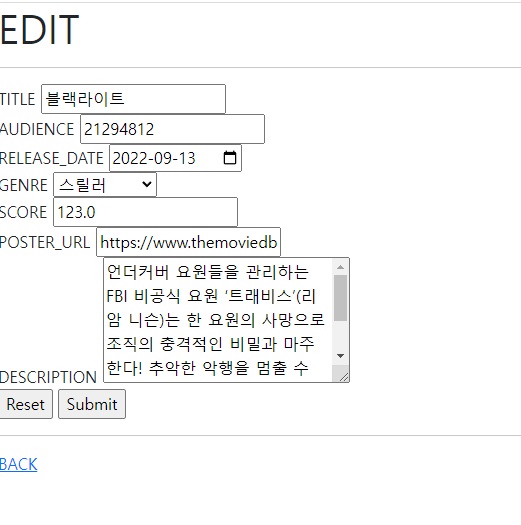 EDIT
TITLE 블랙라이트
AUDIENCE 21294812
RELEASE_DATE 2022-09-13
GENRE 스릴러
SCORE 123.0
POSTER_URL https://www.themoviedb
언더커버 요원들을 관리하는
FBI 비공식 요원 ‘트래비스’(리
암 니슨)는 한 요원의 사망으로
조직의 충격적인 비밀과 마주
한다! 추악한 악행을 멈출 수
DESCRIPTION
Reset Submit
BACK